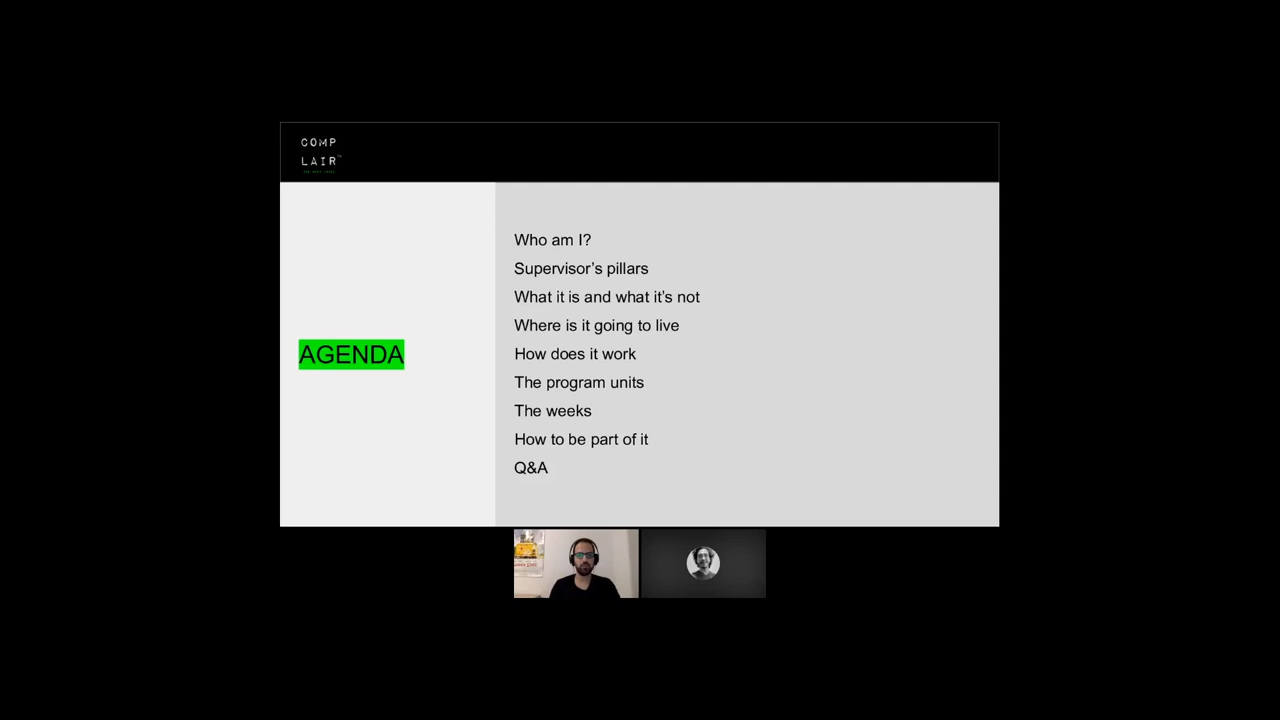 COMP
LAIR™
AGENDA
Who am I?
Supervisor’s pillars
What it is and what it’s not
Where is it going to live
How does it work
The program units
The weeks
How to be part of it
Q&A